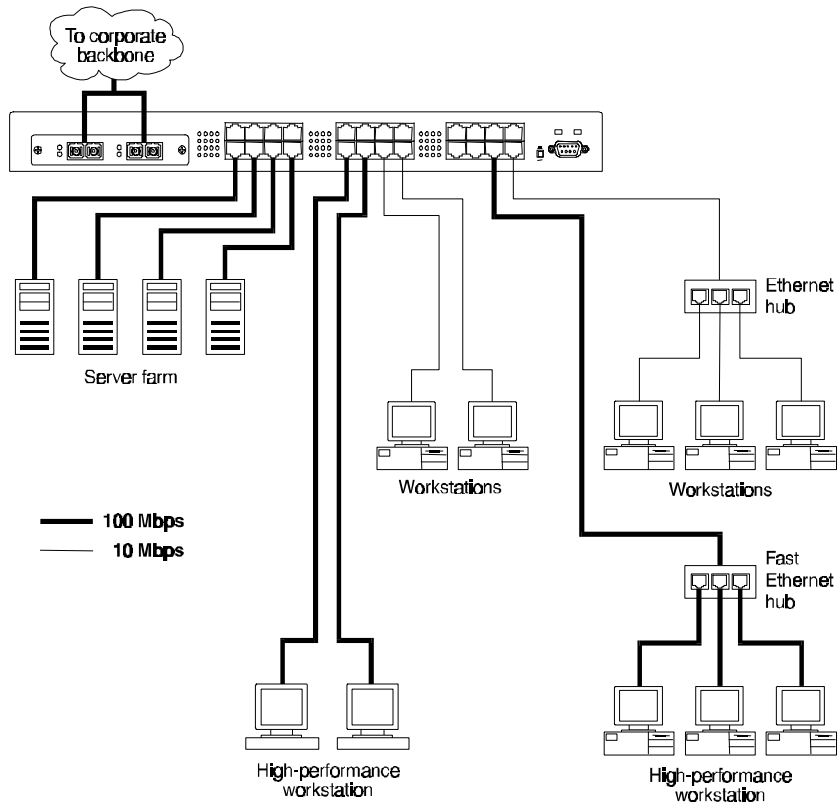 To corporate
backbone
Server farm
Ethernet
hub
Workstations
Workstations
100 Mbps
10 Mbps
Fast
Ethernet
hub
High-performance
workstation
High-performance
workstation